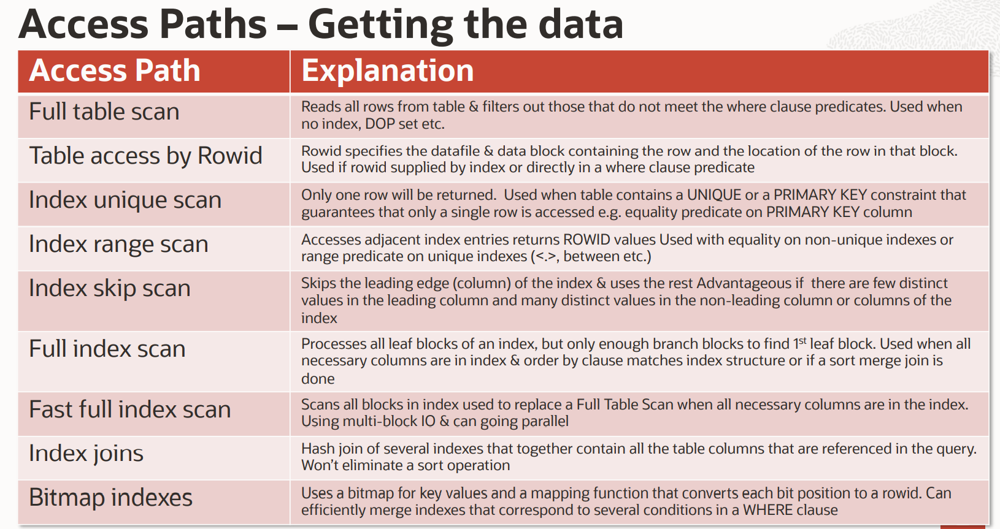 Access Paths – Getting the data
Access Path
Explanation
Full table scan
Reads all rows from table & filters out those that do not meet the where clause predicates. Used when
no index, DOP set etc.
Table access by Rowid
Rowid specifies the datafile & data block containing the row and the location of the row in that block.
Used if rowid supplied by index or directly in a where clause predicate
Index unique scan
Only one row will be returned.  Used when table contains a UNIQUE or a PRIMARY KEY constraint that
guarantees that only a single row is accessed e.g. equality predicate on PRIMARY KEY column
Index range scan
Accesses adjacent index entries returns ROWID values Used with equality on non-unique indexes or
range predicate on unique indexes (<.>, between etc.)
Index skip scan
Skips the leading edge (column) of the index & uses the rest Advantageous if  there are few distinct
values in the leading column and many distinct values in the non-leading column or columns of the
index
Full index scan
Processes all leaf blocks of an index, but only enough branch blocks to find 1st leaf block. Used when all
necessary columns are in index & order by clause matches index structure or if a sort merge join is
done
Fast full index scan
Scans all blocks in index used to replace a Full Table Scan when all necessary columns are in the index.
Using multi-block IO & can going parallel
Index joins
Hash join of several indexes that together contain all the table columns that are referenced in the query.
Won’t eliminate a sort operation
Bitmap indexes
Uses a bitmap for key values and a mapping function that converts each bit position to a rowid. Can
efficiently merge indexes that correspond to several conditions in a WHERE clause